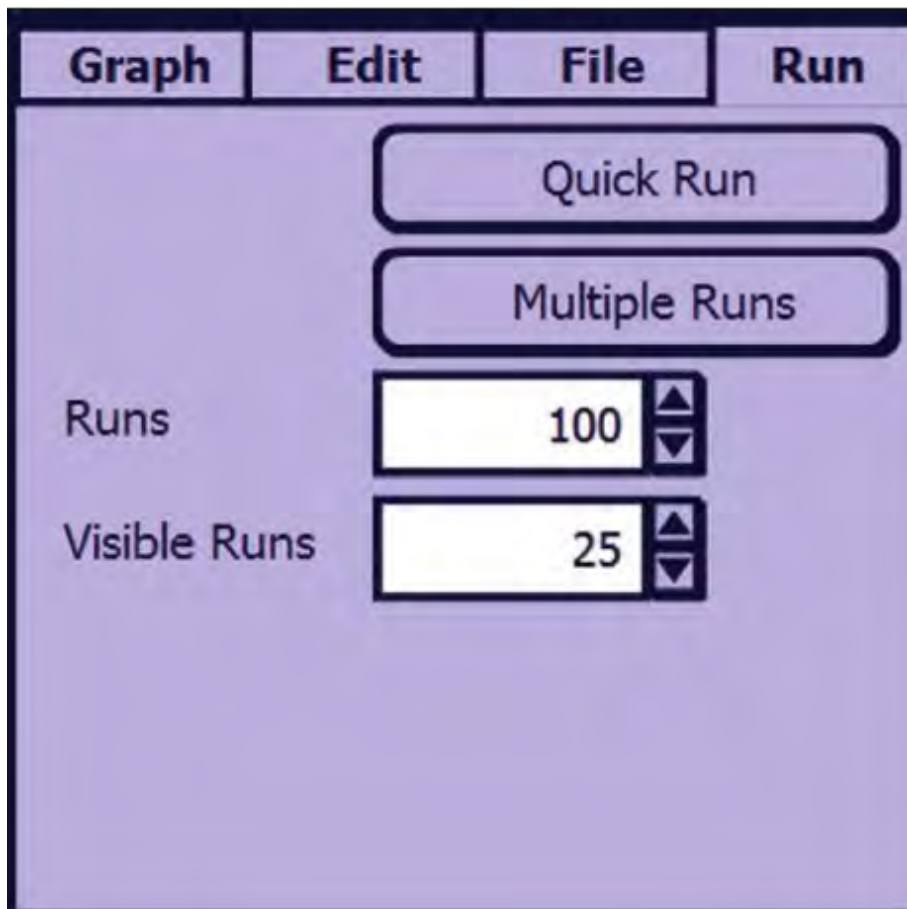 Graph Edit File Run
Quick Run
Multiple Runs
Runs 100
Visible Runs 25